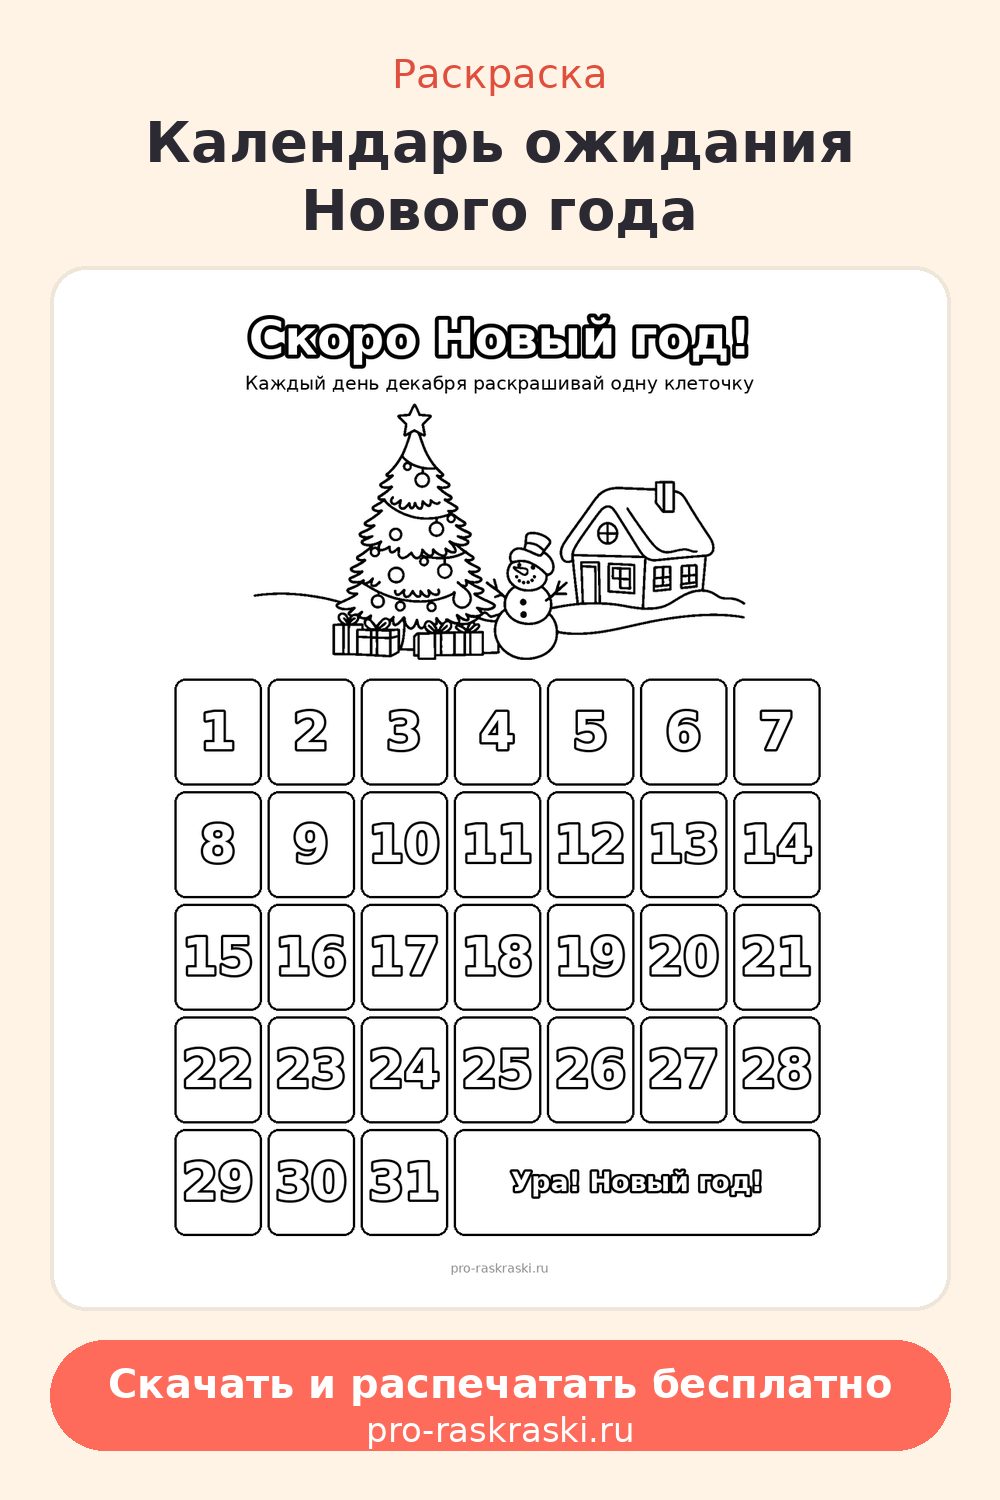 Раскраска
Календарь ожидания
Нового года
Скоро Новый год!
Каждый день декабря раскрашивай одну клеточку
1 2 3 4 5 6 7
8 9 10 11 12 13 14
15 16 17 18 19 20 21
22 23 24 25 26 27 28
29 30 31 Ура! Новый год!
pro-raskraski.ru
Скачать и распечатать бесплатно
pro-raskraski.ru